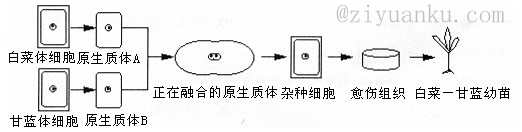 @ziyuanku.com
白菜体细胞 原生质体A
正在融合的原生质体 杂种细胞 愈伤组织 白菜—甘蓝幼苗
甘蓝体细胞 原生质体B